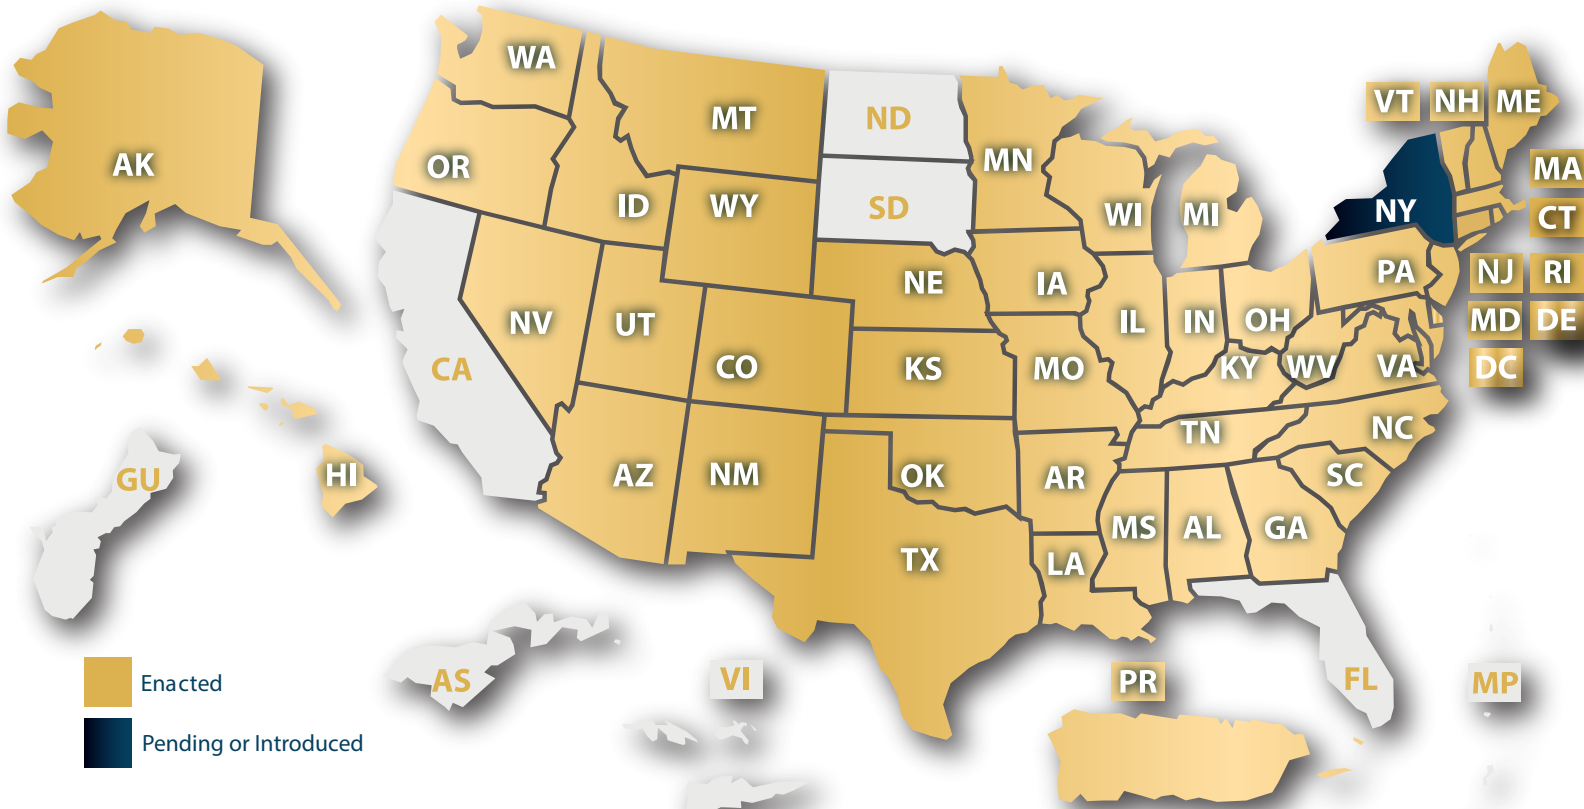 WA
MT
ND
VT NH ME
AK
OR
MN
MA
ID
WY
SD
WI
MI
NY
CT
NE
IA
PA
NJ RI
NV
UT
IL
IN
OH
MD DE
CA
CO
KS
MO
KY
WV
VA
DC
TN
NC
GU
HI
AZ
NM
OK
AR
SC
MS
AL
GA
TX
LA
AS
VI
PR
FL
MP
Enacted
Pending or Introduced